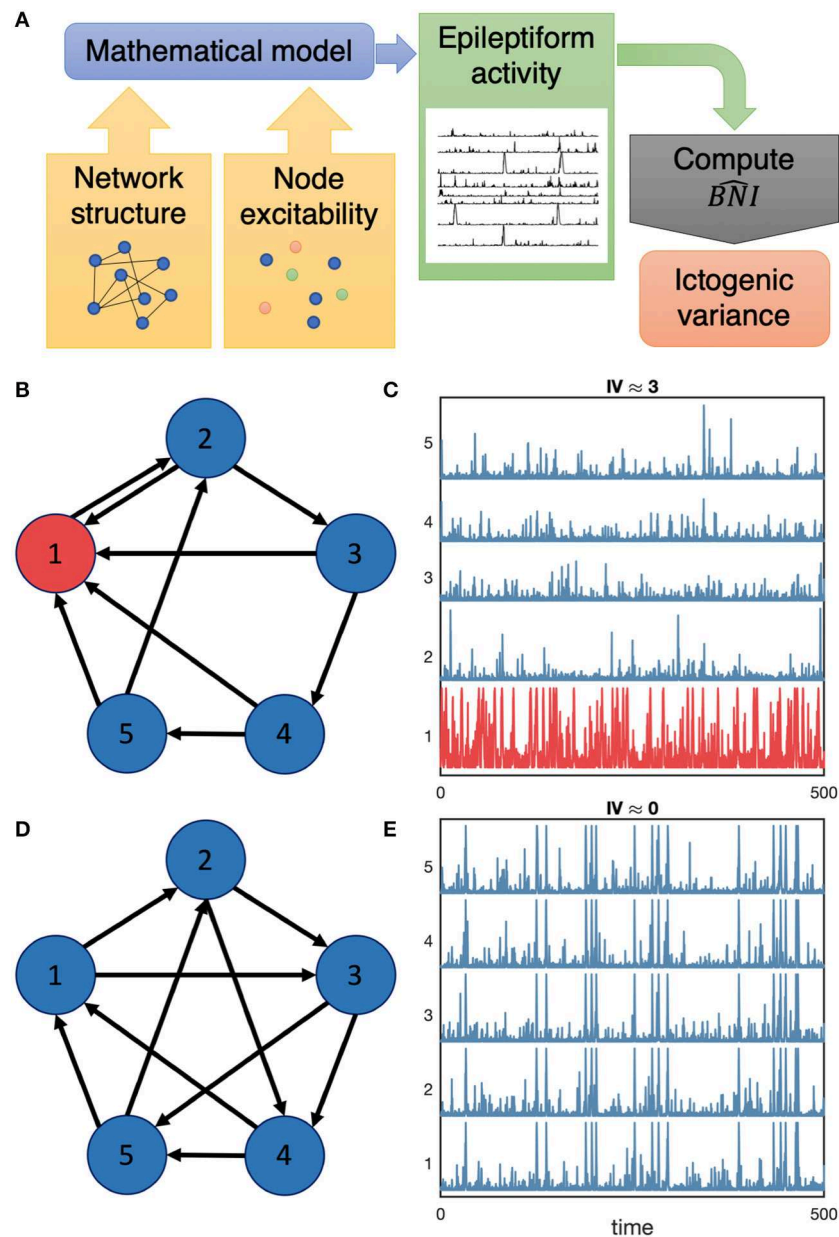 A
Mathematical model
Epileptiform
activity
Network
structure
Node
excitability
Compute
$\widehat{BNI}$
Ictogenic
variance
B
2
1
3
5
4
C
IV ≈ 3
5
4
3
2
1
0
500
D
2
1
3
5
4
E
IV ≈ 0
5
4
3
2
1
0
500
time